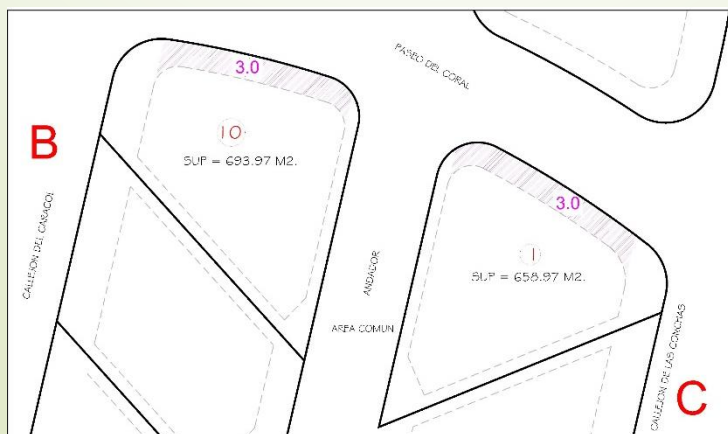 PASEO DEL CORAL
3.0
B
10
SUP = 693.97 M2.
CALLEJON DEL CARACOL
3.0
1
SUP = 658.97 M2.
ANDADOR
AREA COMUN
CALLEJON DE LAS CONCHAS
C